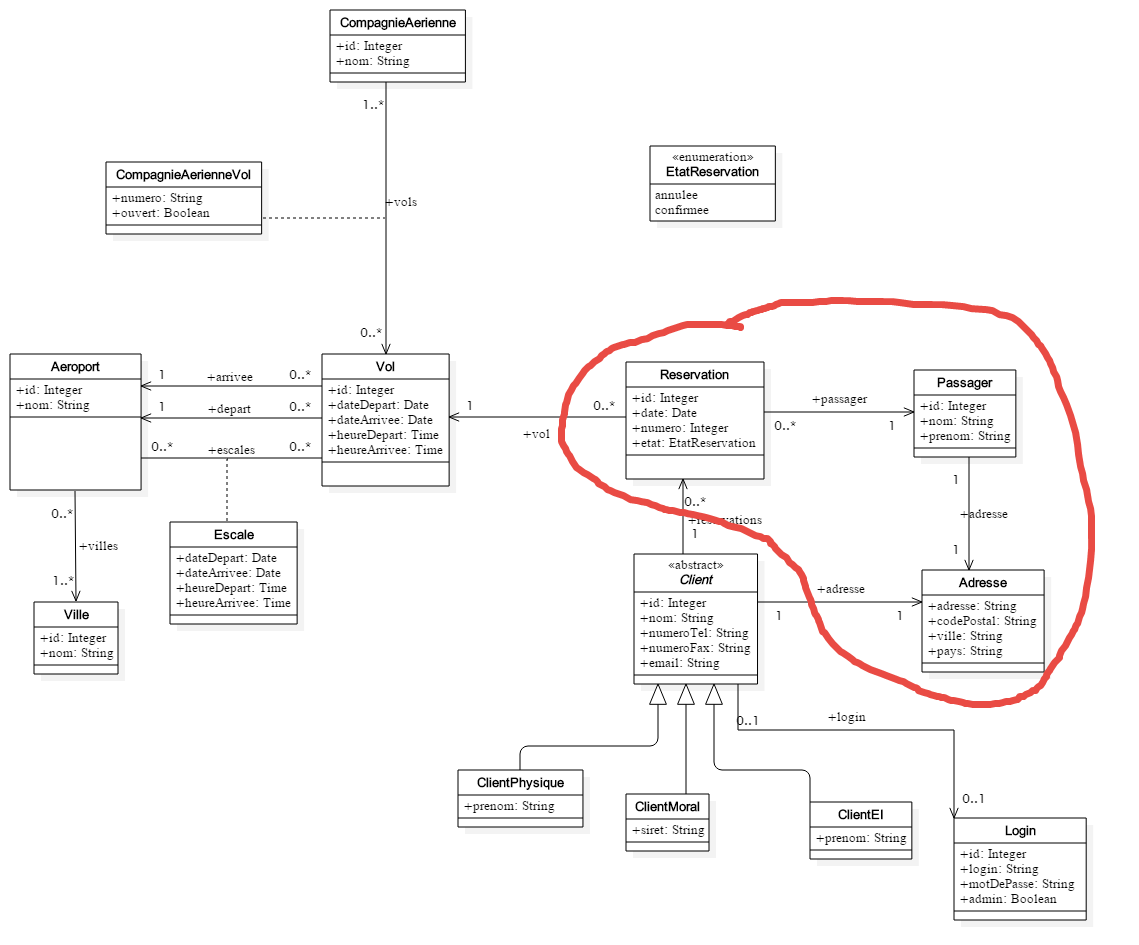 CompagnieAerienne
+id: Integer
+nom: String
1..*
CompagnieAerienneVol
+numero: String
+ouvert: Boolean
+vols
0..*
«enumeration»
EtatReservation
annulee
confirmee
Aeroport
+id: Integer
+nom: String
1
+arrivee
0..*
1
+depart
0..*
0..*
+escales
0..*
Vol
+id: Integer
+dateDepart: Date
+dateArrivee: Date
+heureDepart: Time
+heureArrivee: Time
1
0..*
+vol
Reservation
+id: Integer
+date: Date
+numero: Integer
+etat: EtatReservation
+passager
0..*
1
Passager
+id: Integer
+nom: String
+prenom: String
1
+adresse
1
0..*
+villes
1..*
Escale
+dateDepart: Date
+dateArrivee: Date
+heureDepart: Time
+heureArrivee: Time
Ville
+id: Integer
+nom: String
0..*
+reservations
1
«abstract»
Client
+id: Integer
+nom: String
+numeroTel: String
+numeroFax: String
+email: String
+adresse
1
1
Adresse
+adresse: String
+codePostal: String
+ville: String
+pays: String
0..1
+login
0..1
ClientPhysique
+prenom: String
ClientMoral
+siret: String
ClientEI
+prenom: String
Login
+id: Integer
+login: String
+motDePasse: String
+admin: Boolean